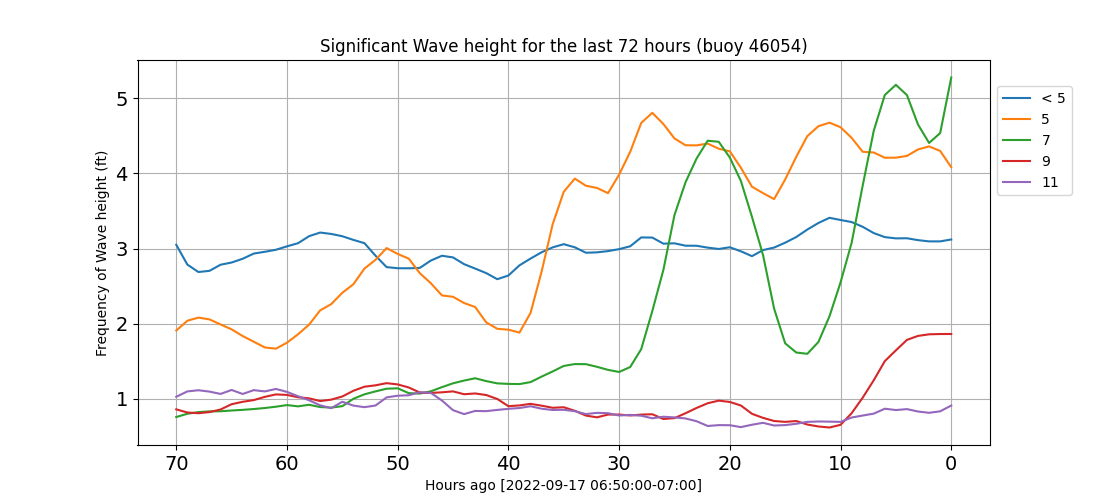 Significant Wave height for the last 72 hours (buoy 46054)
Frequency of Wave height (ft)
5
4
3
2
1
70 60 50 40 30 20 10 0
Hours ago [2022-09-17 06:50:00-07:00]
< 5
5
7
9
11